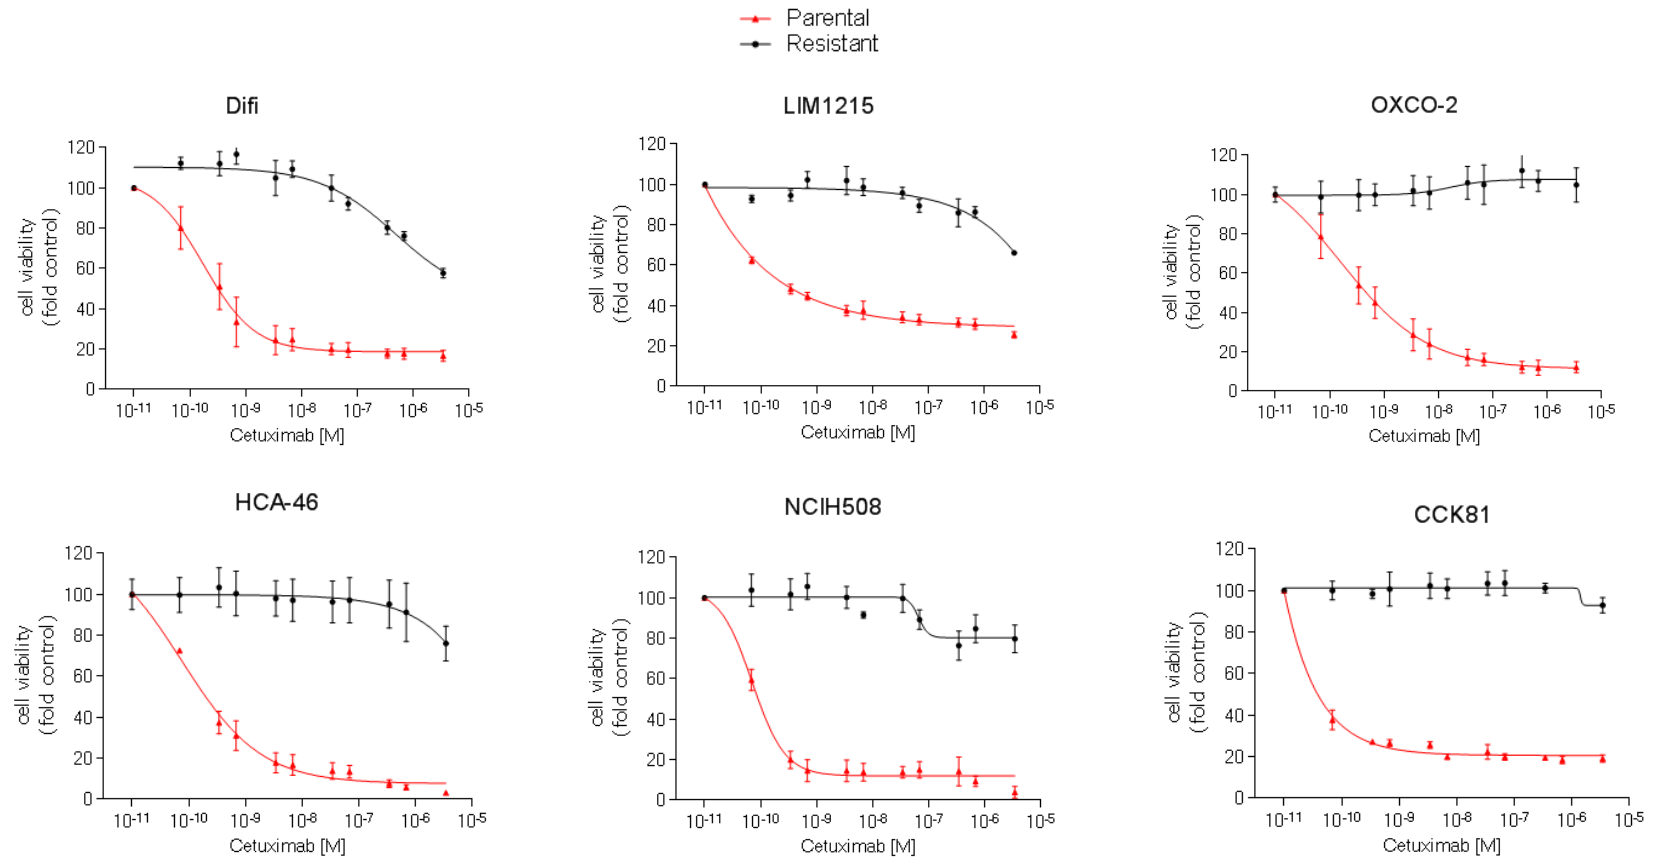 Parental
Resistant
Difi
120
100
80
60
40
20
0
cell viability
(fold control)
10-11 10-10 10-9 10-8 10-7 10-6 10-5
Cetuximab [M]
LIM1215
120
100
80
60
40
20
0
cell viability
(fold control)
10-11 10-10 10-9 10-8 10-7 10-6 10-5
Cetuximab [M]
OXCO-2
120
100
80
60
40
20
0
cell viability
(fold control)
10-11 10-10 10-9 10-8 10-7 10-6 10-5
Cetuximab [M]
HCA-46
120
100
80
60
40
20
0
cell viability
(fold control)
10-11 10-10 10-9 10-8 10-7 10-6 10-5
Cetuximab [M]
NCIH508
120
100
80
60
40
20
0
cell viability
(fold control)
10-11 10-10 10-9 10-8 10-7 10-6 10-5
Cetuximab [M]
CCK81
120
100
80
60
40
20
0
cell viability
(fold control)
10-11 10-10 10-9 10-8 10-7 10-6 10-5
Cetuximab [M]